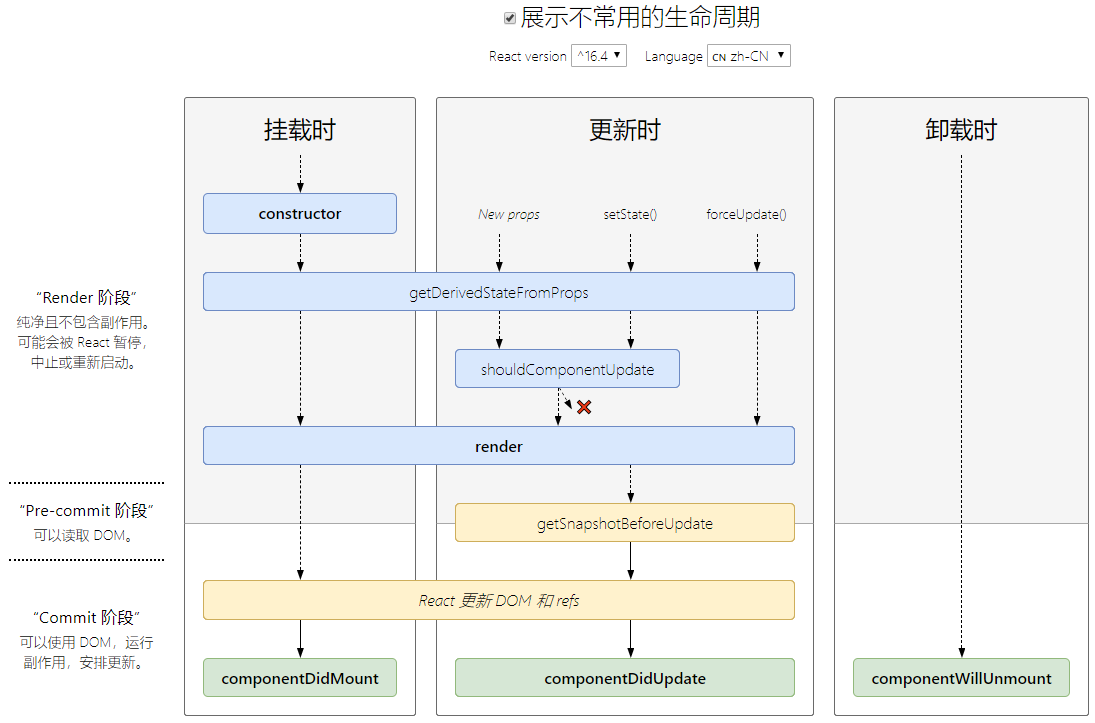 展示不常用的生命周期
React version ^16.4 Language CN zh-CN
挂载时 更新时 卸载时
constructor
New props setState() forceUpdate()
getDerivedStateFromProps
“Render 阶段”
纯净且不包含副作用。
可能会被 React 暂停，
中止或重新启动。
shouldComponentUpdate
render
“Pre-commit 阶段”
可以读取 DOM。
getSnapshotBeforeUpdate
React 更新 DOM 和 refs
“Commit 阶段”
可以使用 DOM，运行
副作用，安排更新。
componentDidMount componentDidUpdate componentWillUnmount